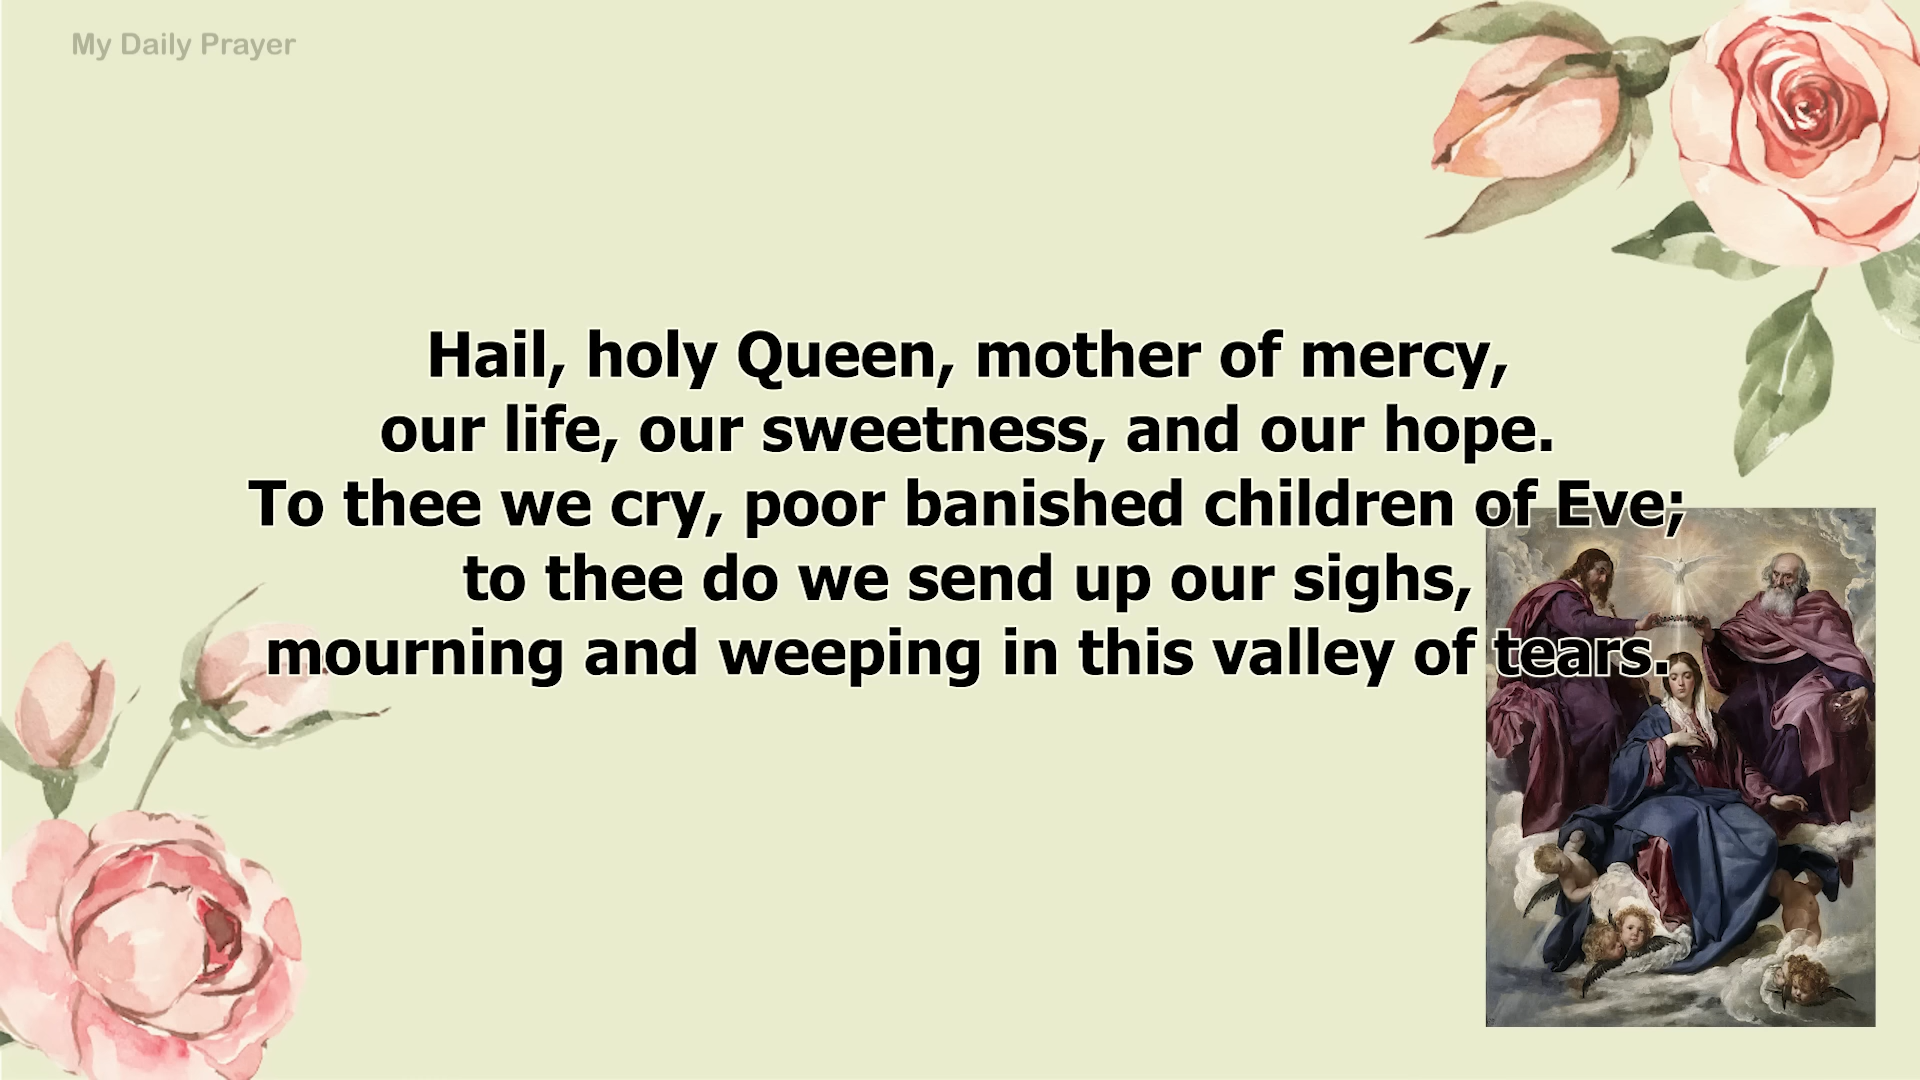 My Daily Prayer
Hail, holy Queen, mother of mercy,
our life, our sweetness, and our hope.
To thee we cry, poor banished children of Eve;
to thee do we send up our sighs,
mourning and weeping in this valley of tears.